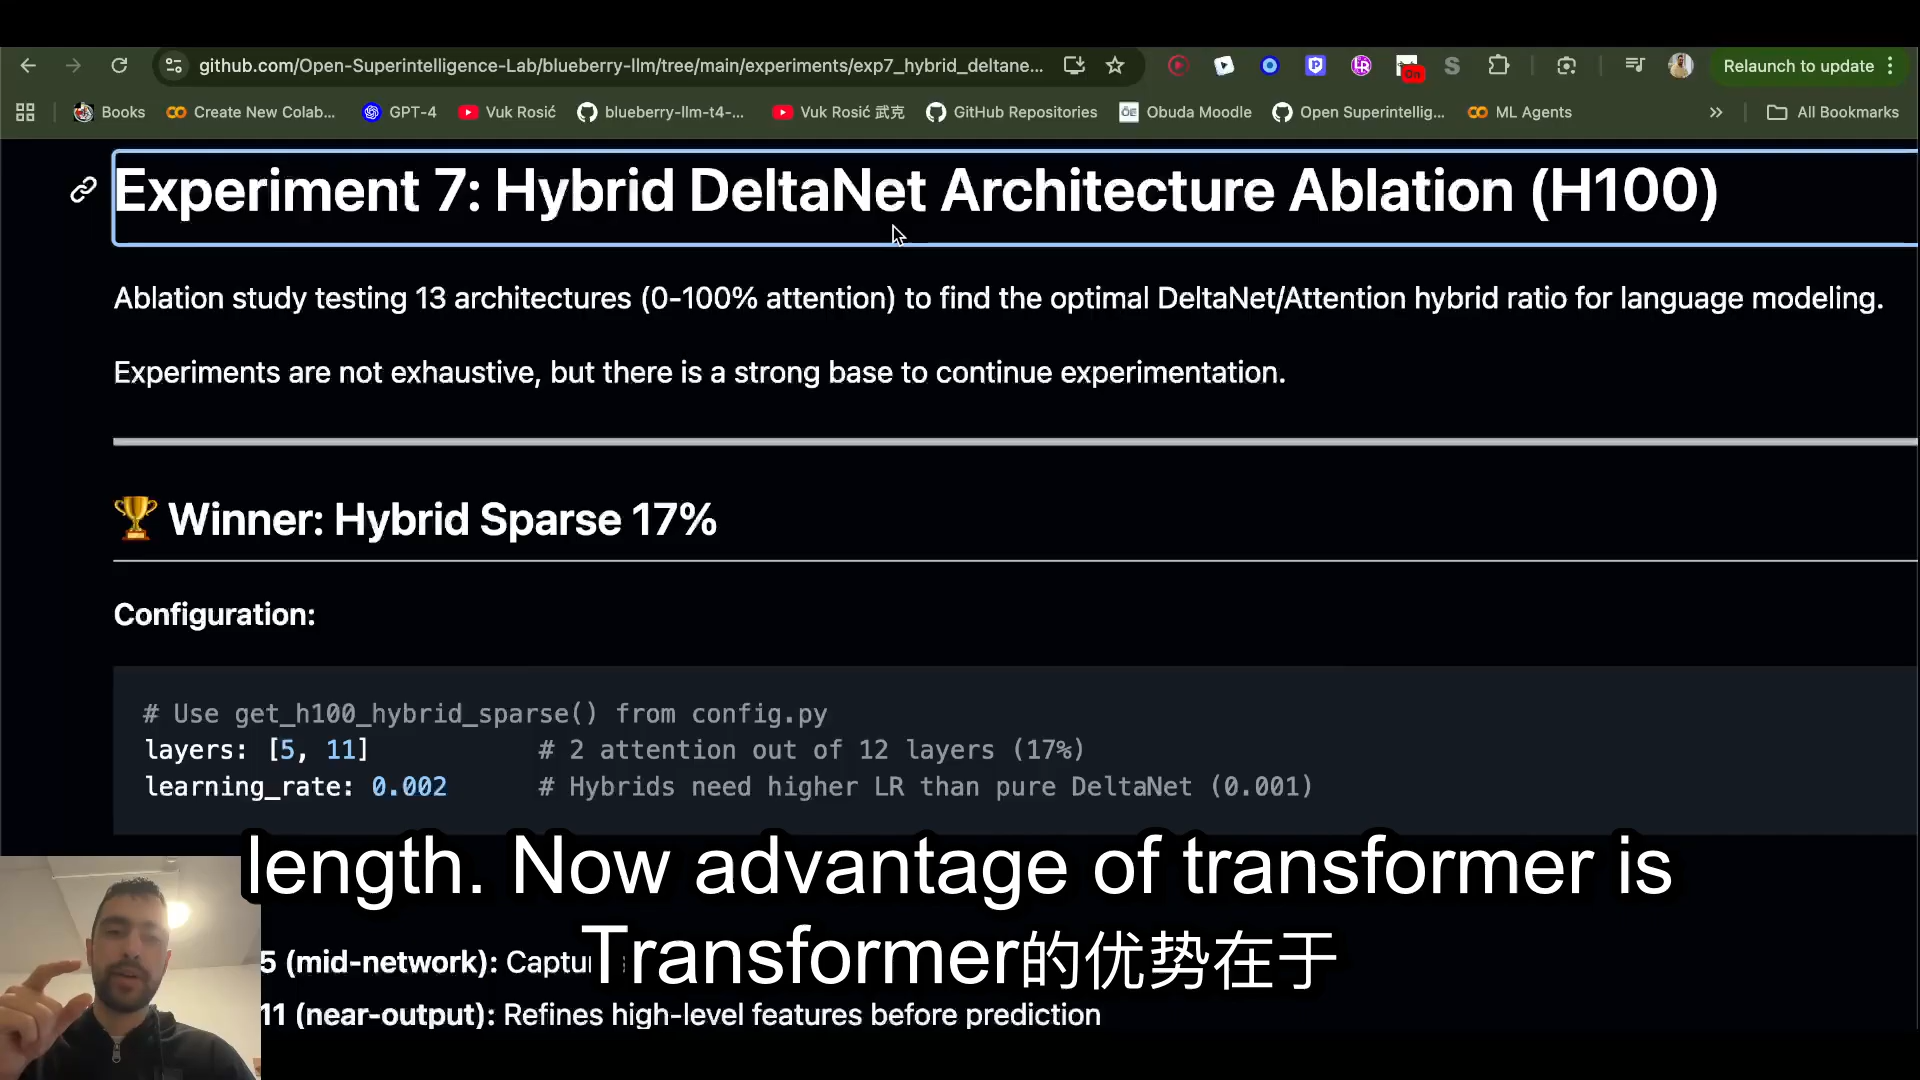 github.com/Open-Superintelligence-Lab/blueberry-llm/tree/main/experiments/exp7_hybrid_deltane...
On
Relaunch to update
Books
Create New Colab...
GPT-4
Vuk Rosić
blueberry-llm-t4-...
Vuk Rosić 武克
GitHub Repositories
Obuda Moodle
Open Superintellig...
ML Agents
All Bookmarks
Experiment 7: Hybrid DeltaNet Architecture Ablation (H100)
Ablation study testing 13 architectures (0-100% attention) to find the optimal DeltaNet/Attention hybrid ratio for language modeling.
Experiments are not exhaustive, but there is a strong base to continue experimentation.
🏆 Winner: Hybrid Sparse 17%
Configuration:
# Use get_h100_hybrid_sparse() from config.py
layers: [5, 11] # 2 attention out of 12 layers (17%)
learning_rate: 0.002 # Hybrids need higher LR than pure DeltaNet (0.001)
length. Now advantage of transformer is
Transformer的优势在于
5 (mid-network):
11 (near-output): Refines high-level features before prediction